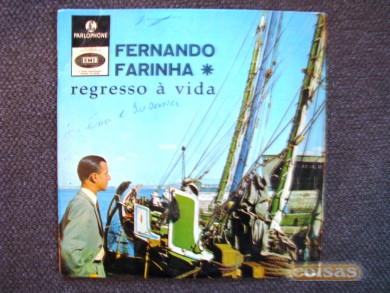 PARLOPHONE
EMI
FERNANDO
FARINHA *
regresso à vida
coisas